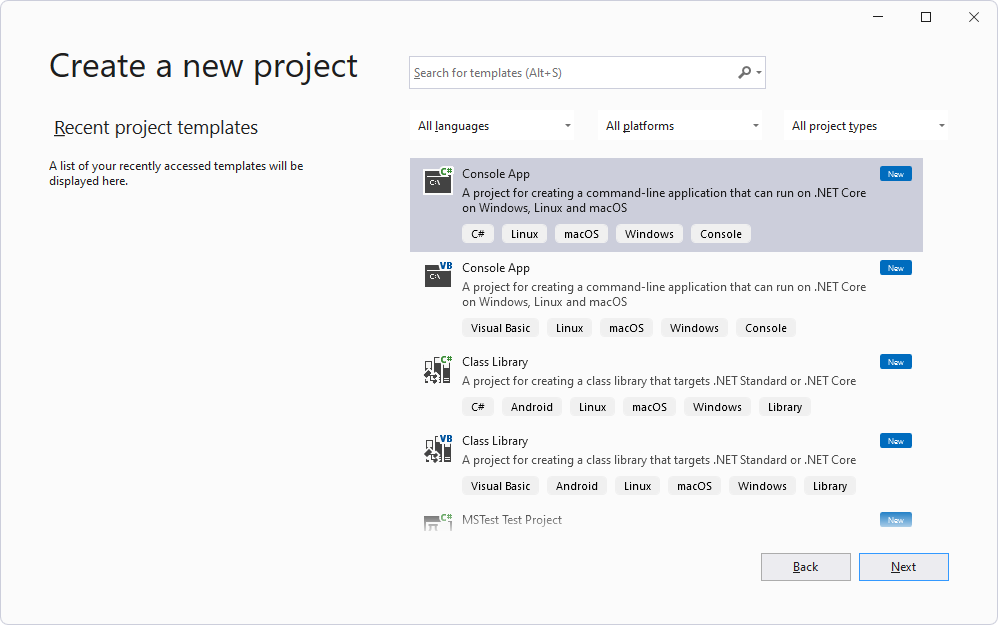 Create a new project
Search for templates (Alt+S)
Recent project templates
A list of your recently accessed templates will be
displayed here.
All languages
All platforms
All project types
C#
C:\
Console App
New
A project for creating a command-line application that can run on .NET Core
on Windows, Linux and macOS
C# Linux macOS Windows Console
VB
C:\
Console App
New
A project for creating a command-line application that can run on .NET Core
on Windows, Linux and macOS
Visual Basic Linux macOS Windows Console
C#
Class Library
New
A project for creating a class library that targets .NET Standard or .NET Core
C# Android Linux macOS Windows Library
VB
Class Library
New
A project for creating a class library that targets .NET Standard or .NET Core
Visual Basic Android Linux macOS Windows Library
C#
MSTest Test Project
New
Back
Next